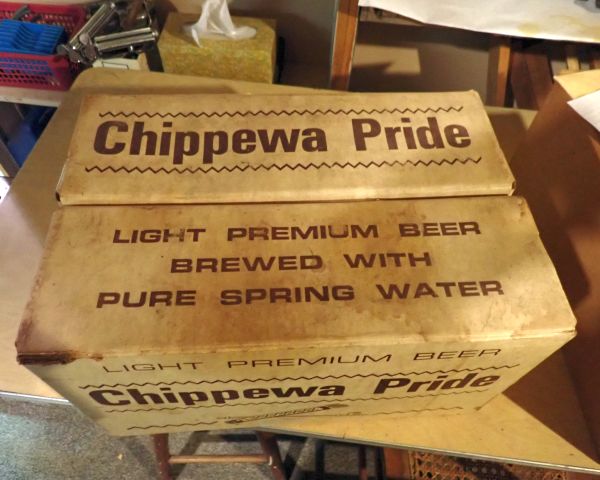 Chippewa Pride
LIGHT PREMIUM BEER
BREWED WITH
PURE SPRING WATER
LIGHT PREMIUM BEER
Chippewa Pride